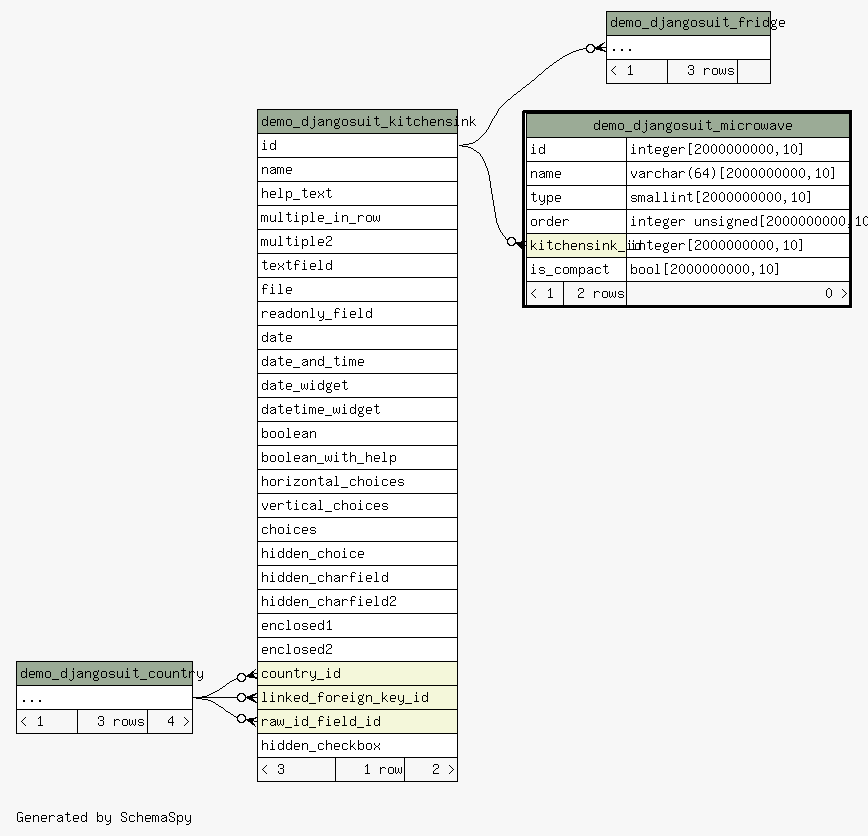 demo_djangosuit_fridge
...
< 1 3 rows
demo_djangosuit_kitchensink
id
name
help_text
multiple_in_row
multiple2
textfield
file
readonly_field
date
date_and_time
date_widget
datetime_widget
boolean
boolean_with_help
horizontal_choices
vertical_choices
choices
hidden_choice
hidden_charfield
hidden_charfield2
enclosed1
enclosed2
country_id
linked_foreign_key_id
raw_id_field_id
hidden_checkbox
< 3 1 row 2 >
demo_djangosuit_microwave
id integer[2000000000,10]
name varchar(64)[2000000000,10]
type smallint[2000000000,10]
order integer unsigned[2000000000,10
kitchensink_id integer[2000000000,10]
is_compact bool[2000000000,10]
< 1 2 rows 0 >
demo_djangosuit_country
...
< 1 3 rows 4 >
Generated by SchemaSpy